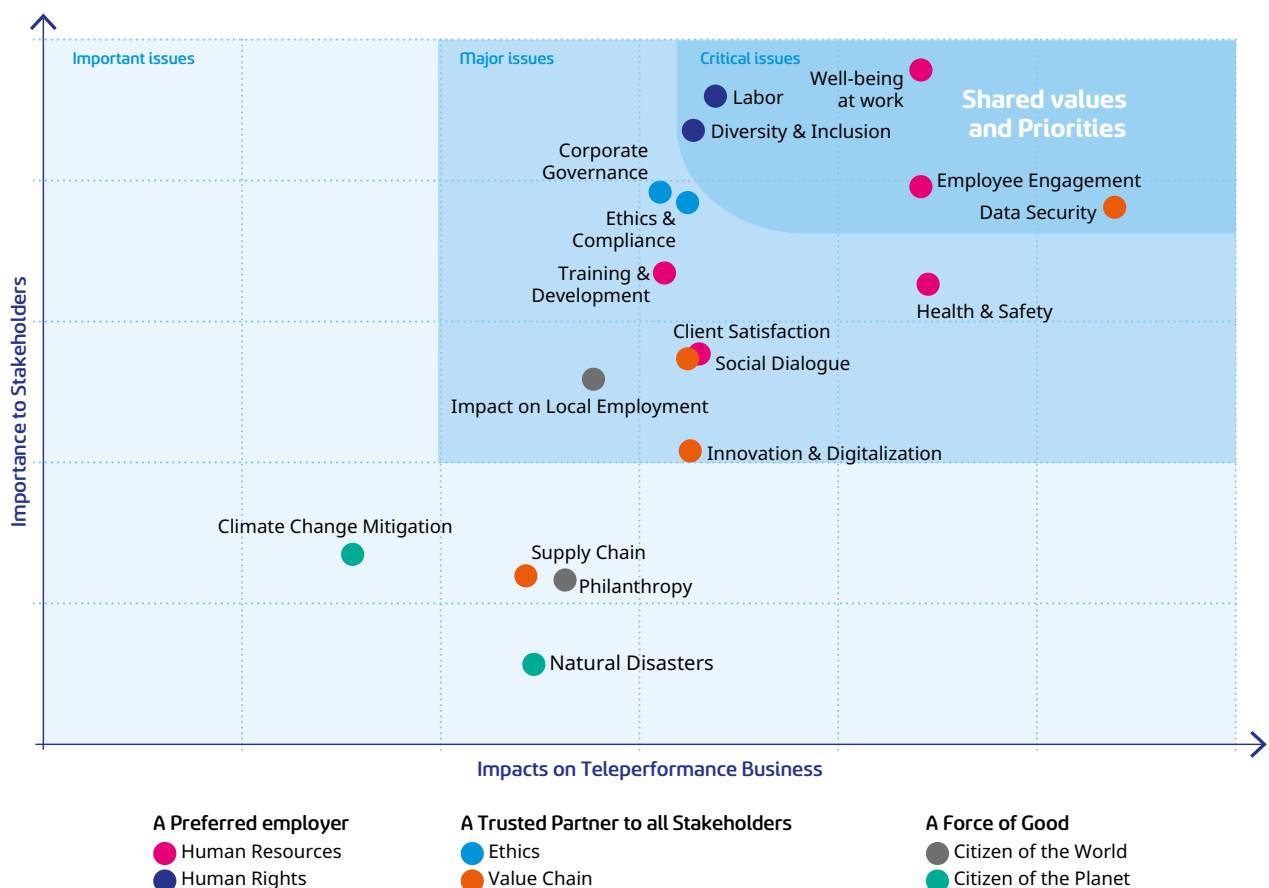 Important issues
Major issues
Critical issues
Well-being
at work
Shared values
and Priorities
Labor
Diversity & Inclusion
Corporate
Governance
Employee Engagement
Data Security
Ethics &
Compliance
Training &
Development
Health & Safety
Client Satisfaction
Social Dialogue
Impact on Local Employment
Innovation & Digitalization
Climate Change Mitigation
Supply Chain
Philanthropy
Natural Disasters
Importance to Stakeholders
Impacts on Teleperformance Business
A Preferred employer
Human Resources
Human Rights
A Trusted Partner to all Stakeholders
Ethics
Value Chain
A Force of Good
Citizen of the World
Citizen of the Planet